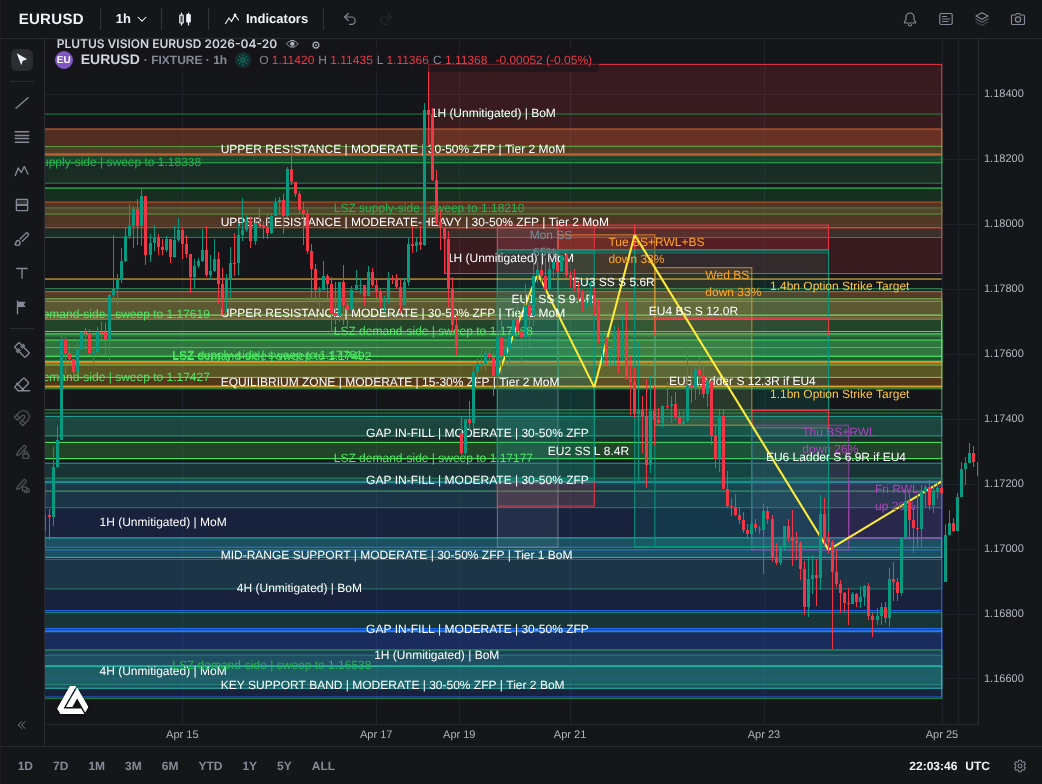 EURUSD 1h Indicators
PLUTUS VISION EURUSD 2026-04-20
EU EURUSD · FIXTURE · 1h O 1.11420 H 1.11435 L 1.11366 C 1.11368 -0.00052 (-0.05%)
1.18400
1H (Unmitigated) | BoM
UPPER RESISTANCE | MODERATE | 30-50% ZFP | Tier 2 MoM
1.18200
supply-side | sweep to 1.18338
LSZ supply-side | sweep to 1.18210
UPPER RESISTANCE | MODERATE-HEAVY | 30-50% ZFP | Tier 2 MoM
1.18000
Mon SS
65%
Tue BS+RWL+BS
down 33%
1H (Unmitigated) | MoM
Wed BS
down 33%
EU3 SS S 5.6R
1.4bn Option Strike Target
1.17800
EU1 SS S 9.4R
EU4 BS S 12.0R
demand-side | sweep to 1.17619
UPPER RESISTANCE | MODERATE | 30-50% ZFP | Tier 2 MoM
LSZ demand-side | sweep to
1.17600
LSZ
demand-side | sweep to 1.17427
EQUILIBRIUM ZONE | MODERATE | 15-30% ZFP | Tier 2 MoM
EU5 Ladder S 12.3R if EU4
1.1bn Option Strike Target
1.17400
GAP IN-FILL | MODERATE | 30-50% ZFP
Thu BS+RWL
down 26%
EU2 SS L 8.4R
LSZ demand-side | sweep to 1.17177
EU6 Ladder S 6.9R if EU4
GAP IN-FILL | MODERATE | 30-50% ZFP
1.17200
Fri RWL
up
1H (Unmitigated) | MoM
1.17000
MID-RANGE SUPPORT | MODERATE | 30-50% ZFP | Tier 1 BoM
4H (Unmitigated) | BoM
1.16800
GAP IN-FILL | MODERATE | 30-50% ZFP
1H (Unmitigated) | BoM
LSZ demand-side | sweep to 1.16538
4H (Unmitigated) | MoM
1.16600
KEY SUPPORT BAND | MODERATE | 30-50% ZFP | Tier 2 BoM
Apr 15 Apr 17 Apr 19 Apr 21 Apr 23 Apr 25
1D 7D 1M 3M 6M YTD 1Y 5Y ALL 22:03:46 UTC